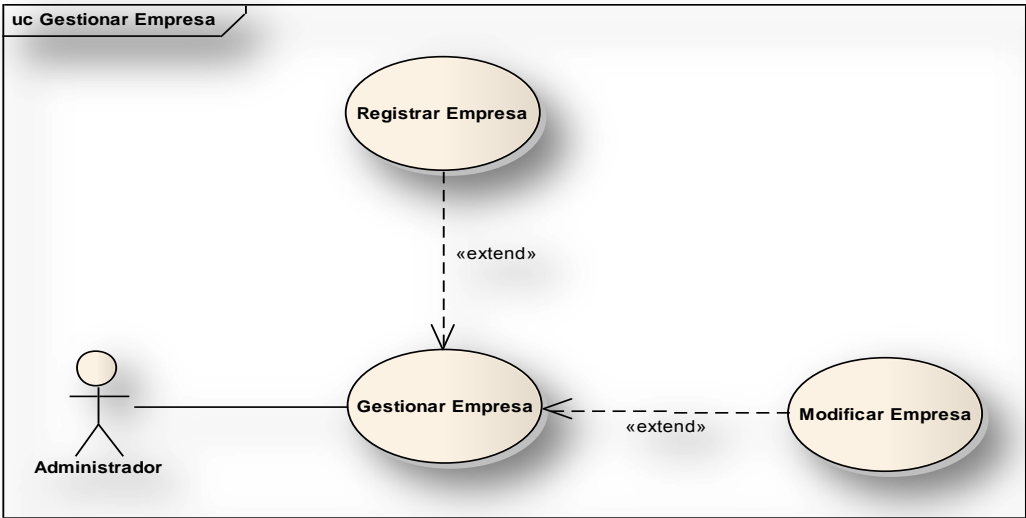 uc Gestionar Empresa
Registrar Empresa
«extend»
Gestionar Empresa
Modificar Empresa
«extend»
Administrador